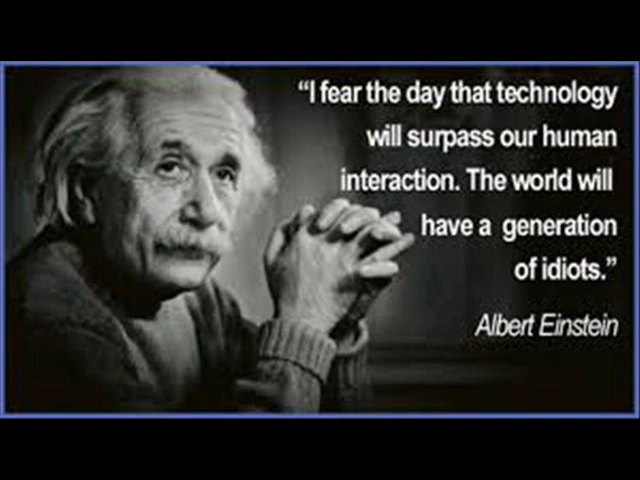 “I fear the day that technology
will surpass our human
interaction. The world will
have a generation
of idiots.”
Albert Einstein